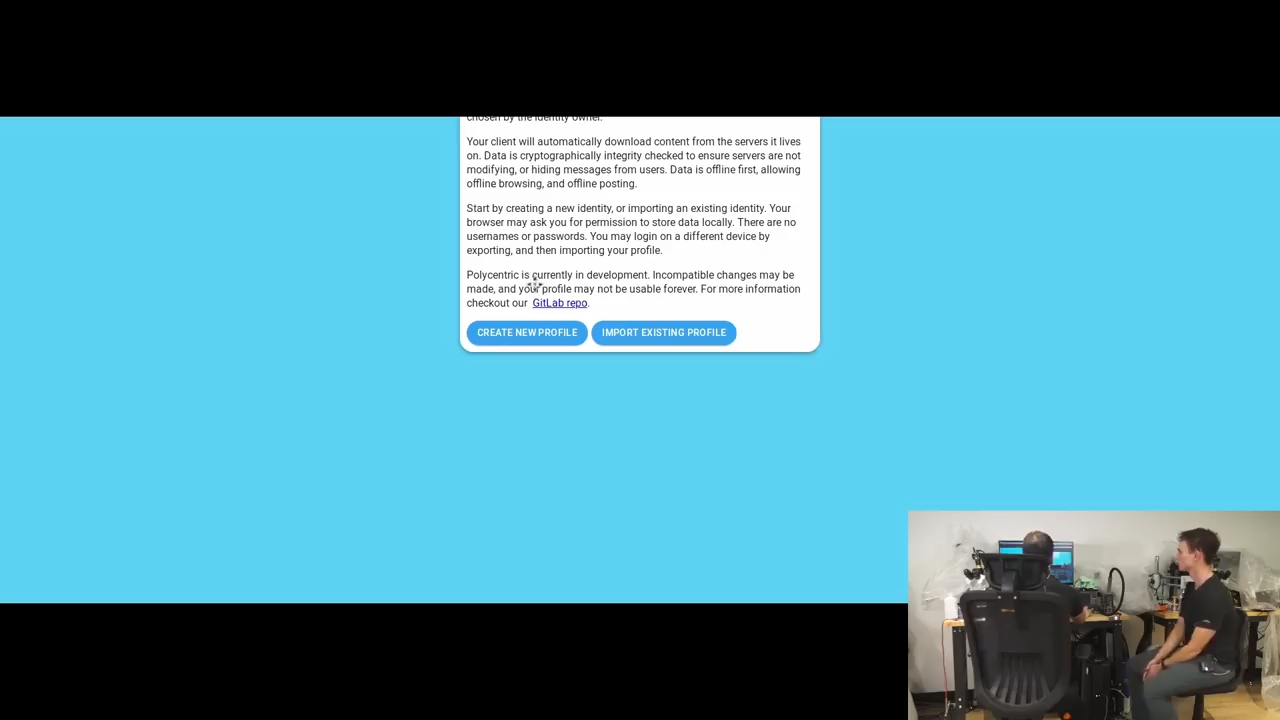 chosen by the identity owner.
Your client will automatically download content from the servers it lives
on. Data is cryptographically integrity checked to ensure servers are not
modifying, or hiding messages from users. Data is offline first, allowing
offline browsing, and offline posting.
Start by creating a new identity, or importing an existing identity. Your
browser may ask you for permission to store data locally. There are no
usernames or passwords. You may login on a different device by
exporting, and then importing your profile.
Polycentric is currently in development. Incompatible changes may be
made, and your profile may not be usable forever. For more information
checkout our GitLab repo.
CREATE NEW PROFILE IMPORT EXISTING PROFILE